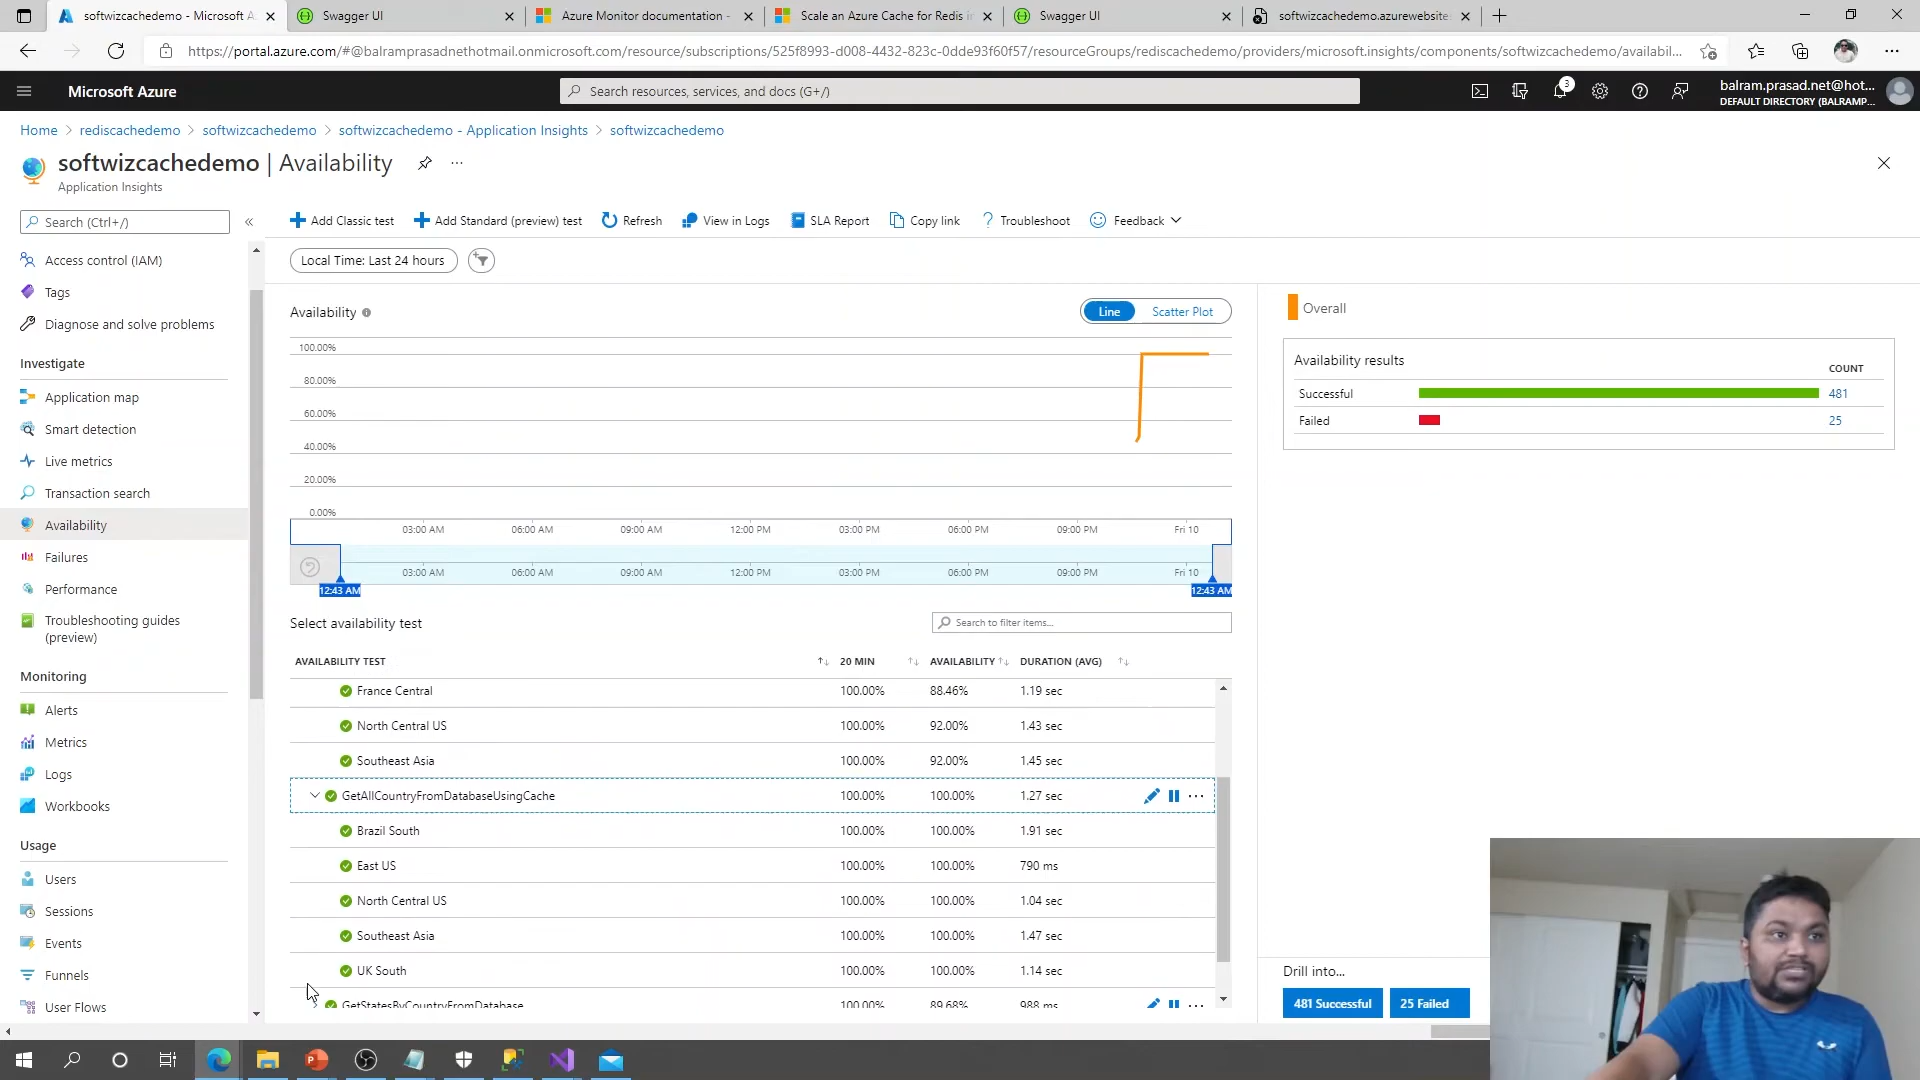 softwizcachedemo - Microsoft A
Swagger UI
Azure Monitor documentation -
Scale an Azure Cache for Redis i
Swagger UI
softwizcachedemo.azurewebsite
https://portal.azure.com/#@balramprasadnethotmail.onmicrosoft.com/resource/subscriptions/525f8993-d008-4432-823c-0dde93f60f57/resourceGroups/rediscachedemo/providers/microsoft.insights/components/softwizcachedemo/availabil...
Microsoft Azure
Search resources, services, and docs (G+/)
3
balram.prasad.net@hot...
DEFAULT DIRECTORY (BALRAMP...
Home > rediscachedemo > softwizcachedemo > softwizcachedemo - Application Insights > softwizcachedemo
softwizcachedemo | Availability
Application Insights
Search (Ctrl+/)
Add Classic test
Add Standard (preview) test
Refresh
View in Logs
SLA Report
Copy link
Troubleshoot
Feedback
Access control (IAM)
Tags
Diagnose and solve problems
Investigate
Application map
Smart detection
Live metrics
Transaction search
Availability
Failures
Performance
Troubleshooting guides
(preview)
Monitoring
Alerts
Metrics
Logs
Workbooks
Usage
Users
Sessions
Events
Funnels
User Flows
Local Time: Last 24 hours
Availability
Line
Scatter Plot
100.00%
80.00%
60.00%
40.00%
20.00%
0.00%
03:00 AM 06:00 AM 09:00 AM 12:00 PM 03:00 PM 06:00 PM 09:00 PM Fri 10
03:00 AM 06:00 AM 09:00 AM 12:00 PM 03:00 PM 06:00 PM 09:00 PM Fri 10
12:43 AM 12:43 AM
Select availability test
Search to filter items...
AVAILABILITY TEST 20 MIN AVAILABILITY DURATION (AVG)
France Central 100.00% 88.46% 1.19 sec
North Central US 100.00% 92.00% 1.43 sec
Southeast Asia 100.00% 92.00% 1.45 sec
GetAllCountryFromDatabaseUsingCache 100.00% 100.00% 1.27 sec
Brazil South 100.00% 100.00% 1.91 sec
East US 100.00% 100.00% 790 ms
North Central US 100.00% 100.00% 1.04 sec
Southeast Asia 100.00% 100.00% 1.47 sec
UK South 100.00% 100.00% 1.14 sec
GetStatesByCountryFromDatabase 100.00% 89.68% 988 ms
Overall
Availability results
COUNT
Successful 481
Failed 25
Drill into...
481 Successful
25 Failed